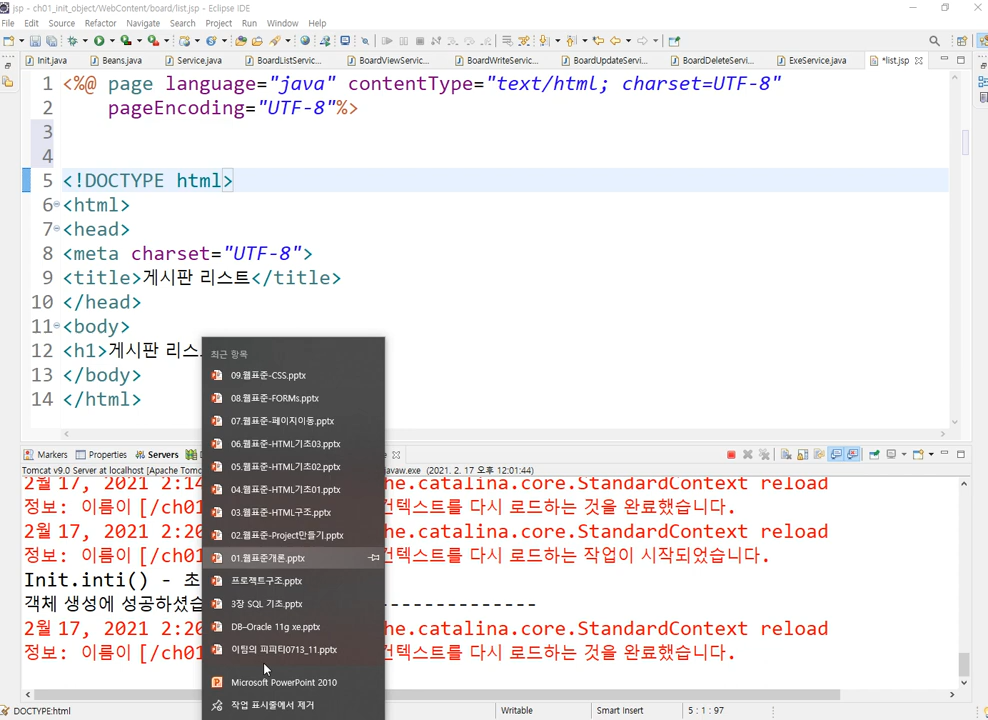 jsp - ch01_init_object/WebContent/board/list.jsp - Eclipse IDE
File Edit Source Refactor Navigate Search Project Run Window Help
Init.java Beans.java Service.java BoardListServic... BoardViewServic... BoardWriteServic... BoardUpdateServi... BoardDeleteServi... ExeService.java *list.jsp
1 <%@ page language="java" contentType="text/html; charset=UTF-8"
2 pageEncoding="UTF-8"%>
3
4
5 <!DOCTYPE html>
6 <html>
7 <head>
8 <meta charset="UTF-8">
9 <title>게시판 리스트</title>
10 </head>
11 <body>
12 <h1>게시판 리스
13 </body>
14 </html>
최근 항목
09.웹표준-CSS.pptx
08.웹표준-FORMs.pptx
07.웹표준-페이지이동.pptx
06.웹표준-HTML기초03.pptx
05.웹표준-HTML기초02.pptx
04.웹표준-HTML기초01.pptx
03.웹표준-HTML구조.pptx
02.웹표준-Project만들기.pptx
01.웹표준개론.pptx
프로젝트구조.pptx
3장 SQL 기초.pptx
DB-Oracle 11g xe.pptx
이팀의 피피티0713_11.pptx
Microsoft PowerPoint 2010
작업 표시줄에서 제거
Markers Properties Servers
Tomcat v9.0 Server at localhost [Apache Tomc avaw.exe (2021. 2. 17 오후 12:01:44)
2월 17, 2021 2:14 he.catalina.core.StandardContext reload
정보: 이름이 [/ch01 컨텍스트를 다시 로드하는 것을 완료했습니다.
2월 17, 2021 2:20 he.catalina.core.StandardContext reload
정보: 이름이 [/ch01 컨텍스트를 다시 로드하는 작업이 시작되었습니다.
Init.inti() - 초
객체 생성에 성공하셨습 --------------
2월 17, 2021 2:20 he.catalina.core.StandardContext reload
정보: 이름이 [/ch01 컨텍스트를 다시 로드하는 것을 완료했습니다.
DOCTYPE:html Writable Smart Insert 5 : 1 : 97